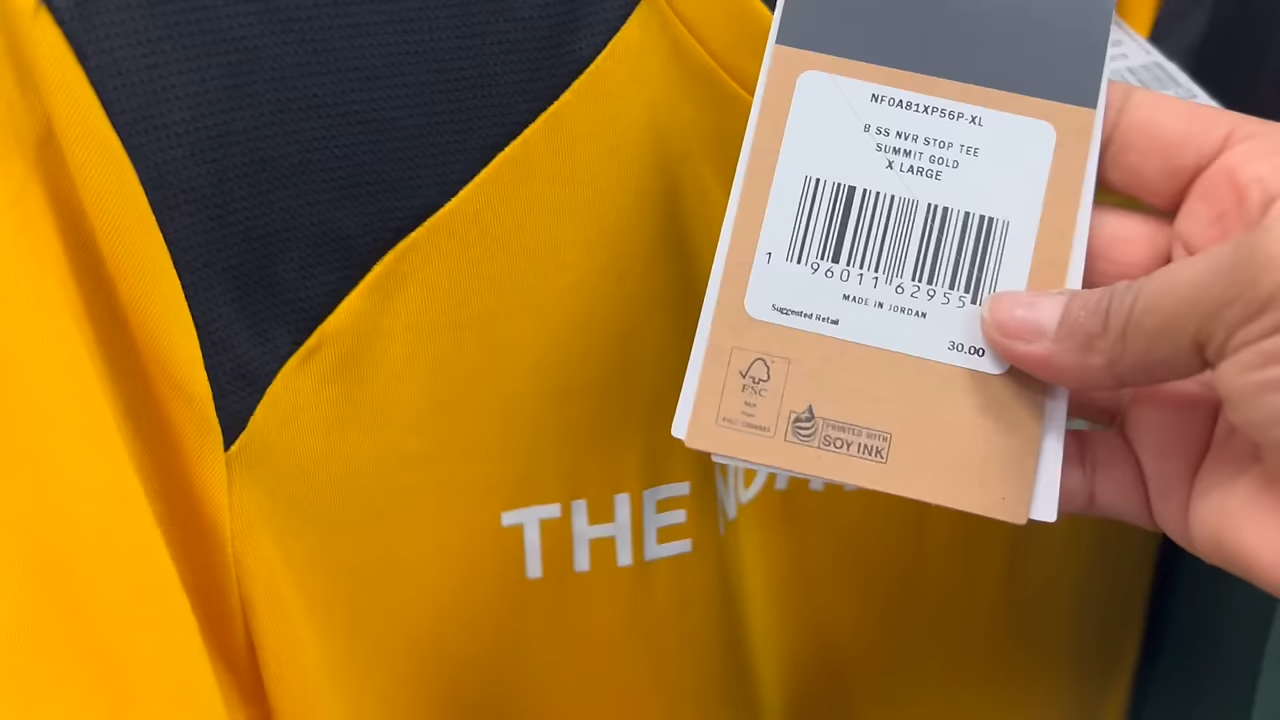 NF0A81XP56P-XL
B SS NVR STOP TEE
SUMMIT GOLD
X LARGE
1 96011 62955
MADE IN JORDAN
Suggested Retail
30.00
FSC
PRINTED WITH
SOY INK
THE